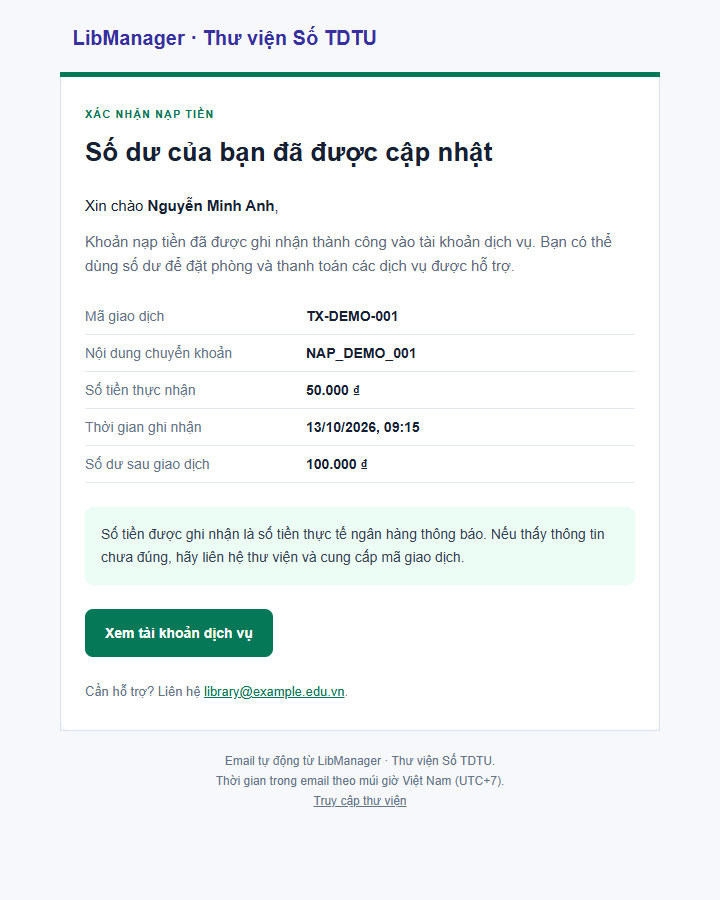 LibManager · Thư viện Số TDTU
XÁC NHẬN NẠP TIỀN
Số dư của bạn đã được cập nhật
Xin chào Nguyễn Minh Anh,
Khoản nạp tiền đã được ghi nhận thành công vào tài khoản dịch vụ. Bạn có thể
dùng số dư để đặt phòng và thanh toán các dịch vụ được hỗ trợ.
Mã giao dịch TX-DEMO-001
Nội dung chuyển khoản NAP_DEMO_001
Số tiền thực nhận 50.000 ₫
Thời gian ghi nhận 13/10/2026, 09:15
Số dư sau giao dịch 100.000 ₫
Số tiền được ghi nhận là số tiền thực tế ngân hàng thông báo. Nếu thấy thông tin
chưa đúng, hãy liên hệ thư viện và cung cấp mã giao dịch.
Xem tài khoản dịch vụ
Cần hỗ trợ? Liên hệ library@example.edu.vn.
Email tự động từ LibManager · Thư viện Số TDTU.
Thời gian trong email theo múi giờ Việt Nam (UTC+7).
Truy cập thư viện